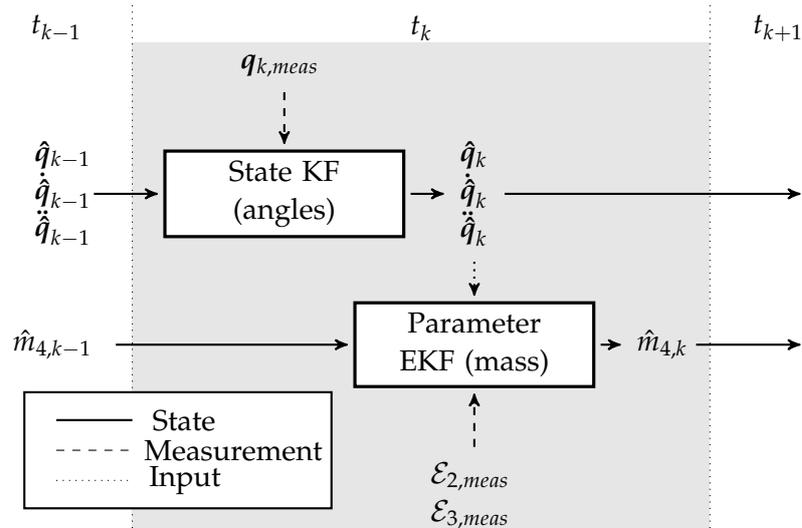 t_{k−1} t_k t_{k+1}
q_{k,meas}
q̂_{k−1} State KF q̂_k
q̂̇_{k−1} (angles) q̂̇_k
q̂̈_{k−1} q̂̈_k
Parameter
m̂_{4,k−1} EKF (mass) m̂_{4,k}
State
Measurement
Input
ℰ_{2,meas}
ℰ_{3,meas}